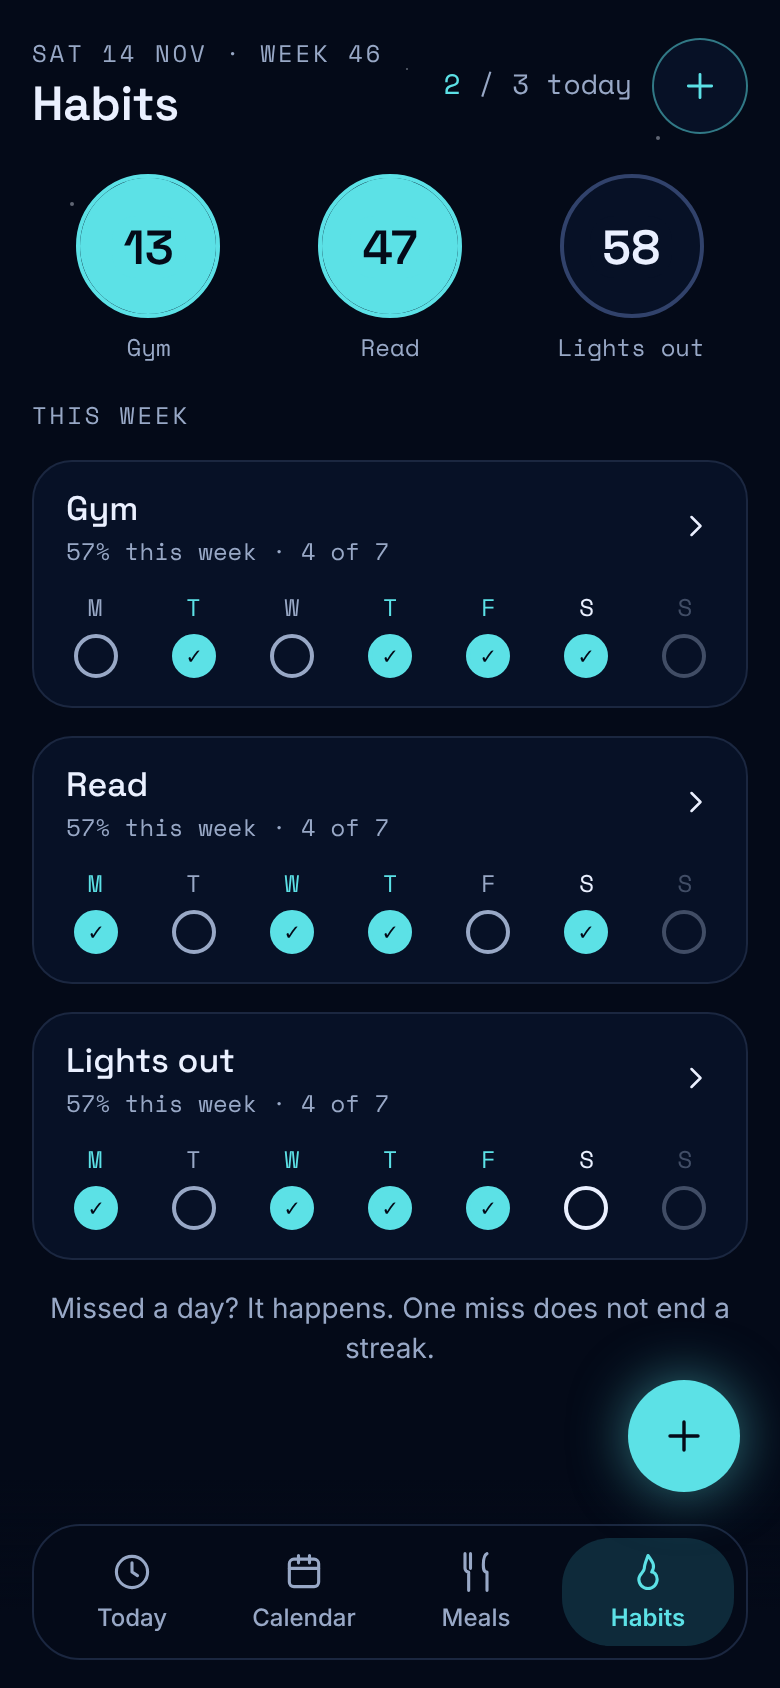 SAT 14 NOV · WEEK 46
Habits
2 / 3 today
13
47
58
Gym
Read
Lights out
THIS WEEK
Gym
57% this week · 4 of 7
M T W T F S S
Read
57% this week · 4 of 7
M T W T F S S
Lights out
57% this week · 4 of 7
M T W T F S S
Missed a day? It happens. One miss does not end a
streak.
Today
Calendar
Meals
Habits